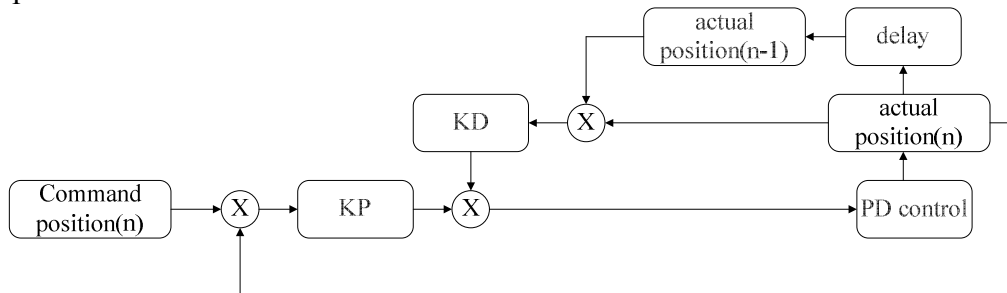 actual
position(n-1)
delay
KD
X
actual
position(n)
Command
position(n)
X
KP
X
PD control